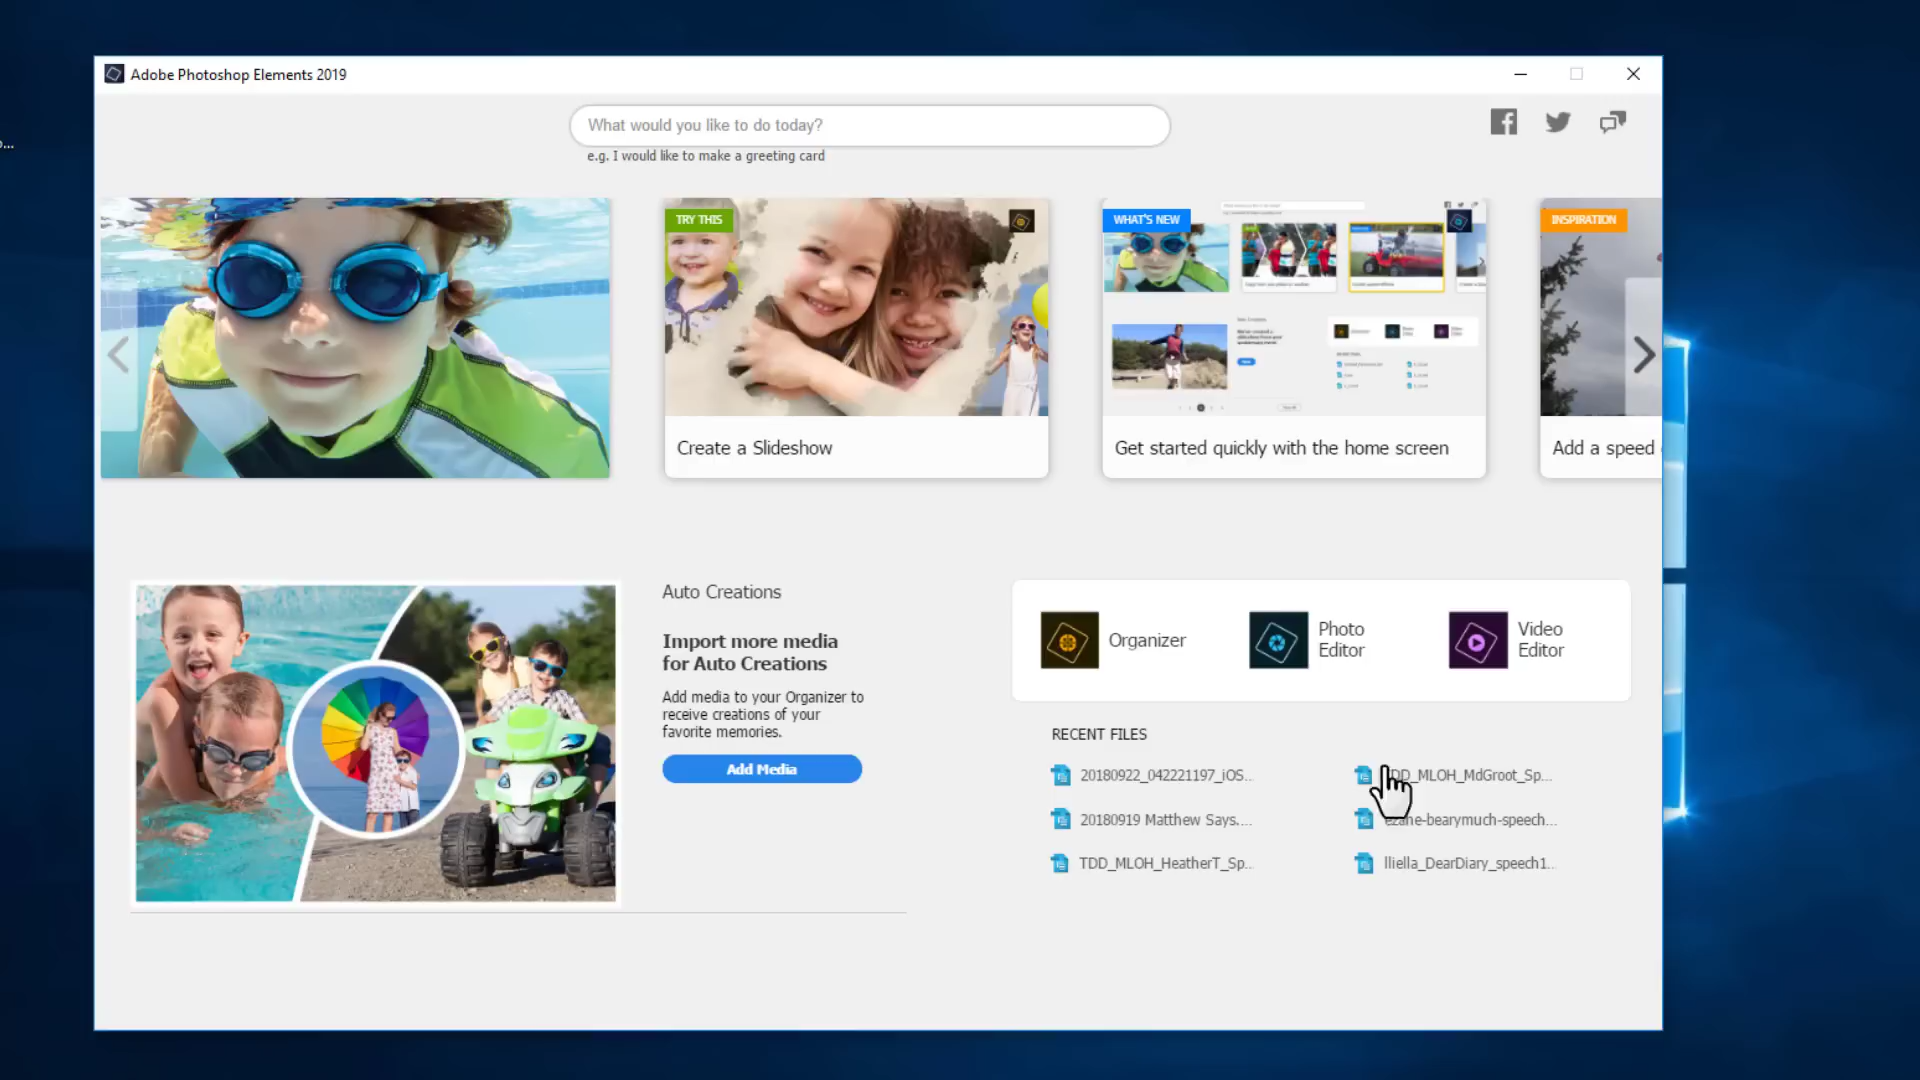 Adobe Photoshop Elements 2019
What would you like to do today?
e.g. I would like to make a greeting card
TRY THIS
WHAT'S NEW
INSPIRATION
Create a Slideshow
Get started quickly with the home screen
Add a speed
Auto Creations
Import more media
for Auto Creations
Add media to your Organizer to
receive creations of your
favorite memories.
Add Media
Organizer
Photo
Editor
Video
Editor
RECENT FILES
20180922_042221197_iOS...
DD_MLOH_MdGroot_Sp...
20180919 Matthew Says....
ezane-bearymuch-speech...
TDD_MLOH_HeatherT_Sp...
lliella_DearDiary_speech1...